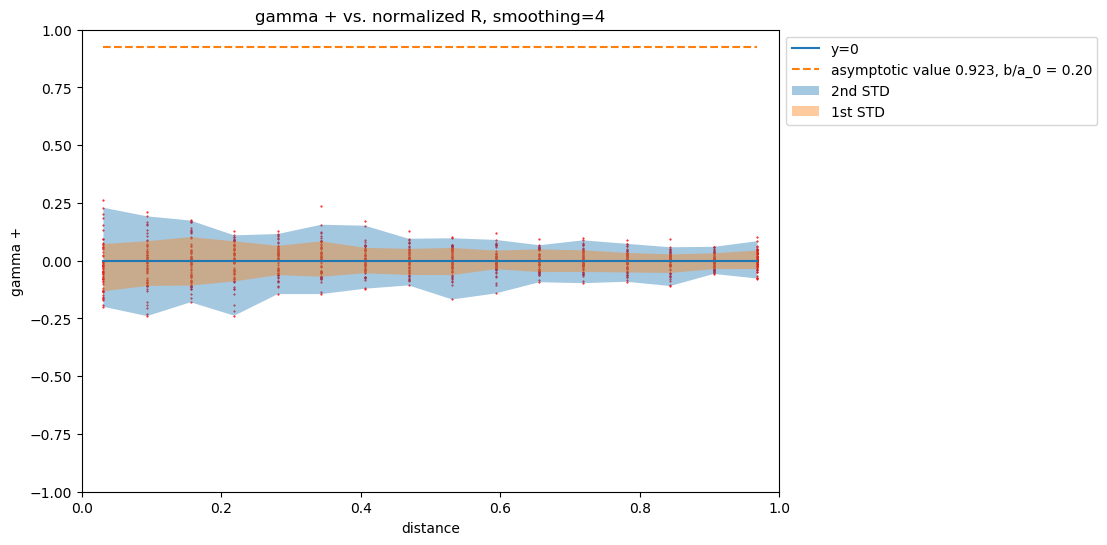 gamma + vs. normalized R, smoothing=4
1.00
0.75
0.50
0.25
0.00
−0.25
−0.50
−0.75
−1.00
gamma +
0.0
0.2
0.4
0.6
0.8
1.0
distance
y=0
asymptotic value 0.923, b/a_0 = 0.20
2nd STD
1st STD